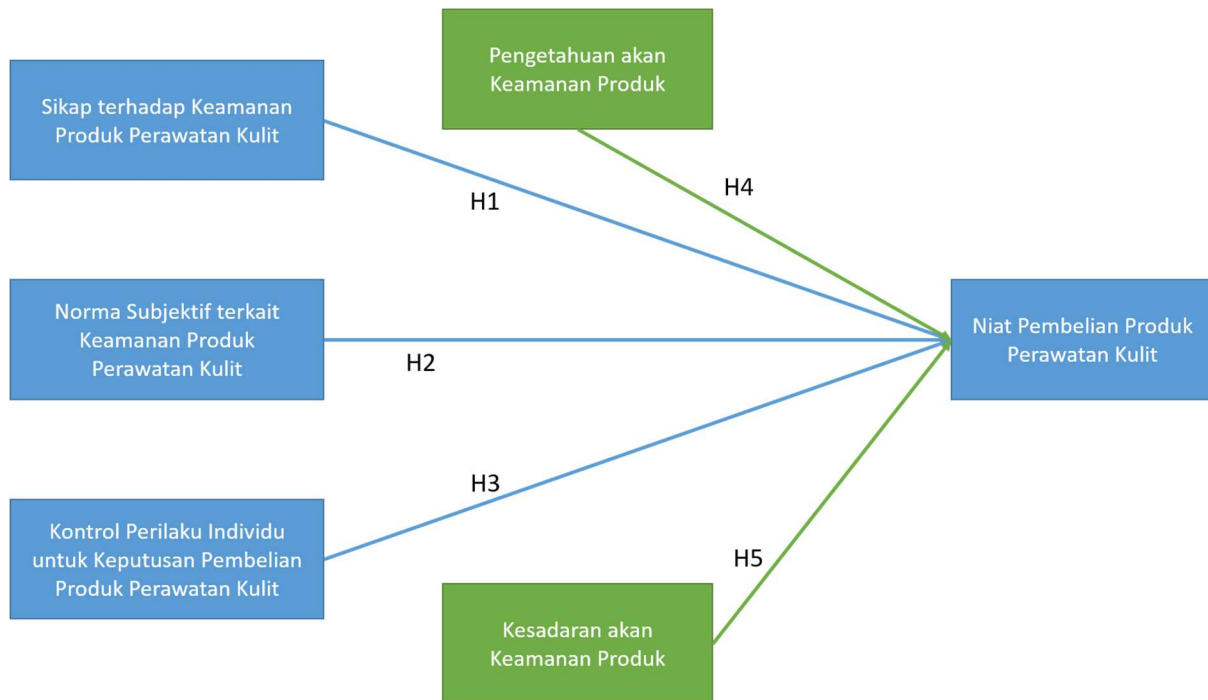 Pengetahuan akan
Keamanan Produk
Sikap terhadap Keamanan
Produk Perawatan Kulit
H1
H4
Norma Subjektif terkait
Keamanan Produk
Perawatan Kulit
H2
Niat Pembelian Produk
Perawatan Kulit
H3
Kontrol Perilaku Individu
untuk Keputusan Pembelian
Produk Perawatan Kulit
H5
Kesadaran akan
Keamanan Produk